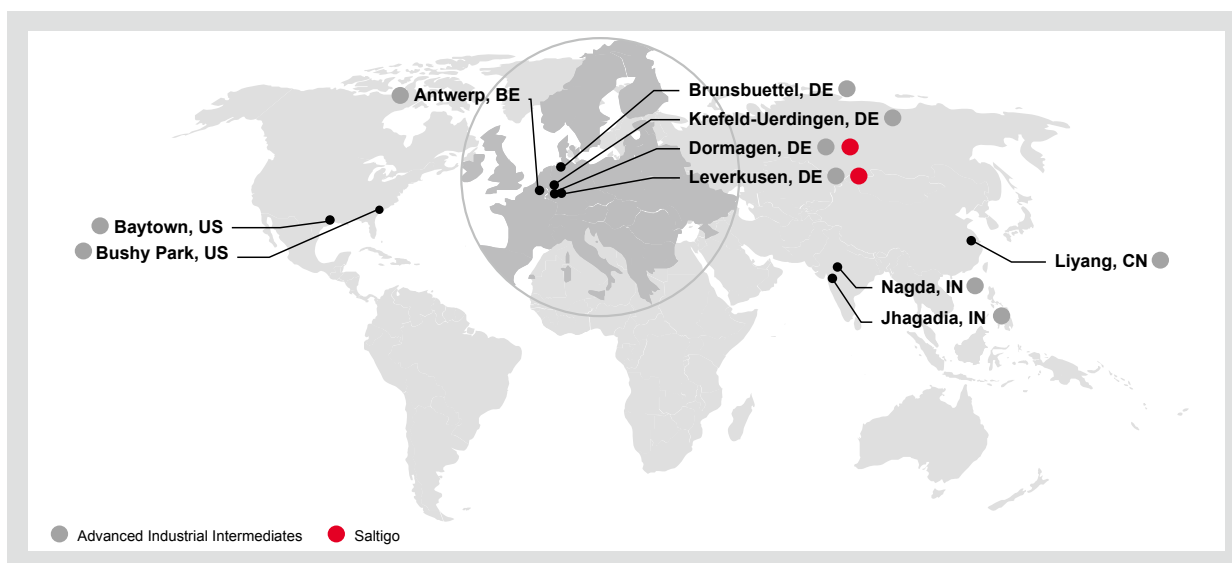 Antwerp, BE
Brunsbuettel, DE
Krefeld-Uerdingen, DE
Dormagen, DE
Leverkusen, DE
Baytown, US
Bushy Park, US
Liyang, CN
Nagda, IN
Jhagadia, IN
Advanced Industrial Intermediates
Saltigo